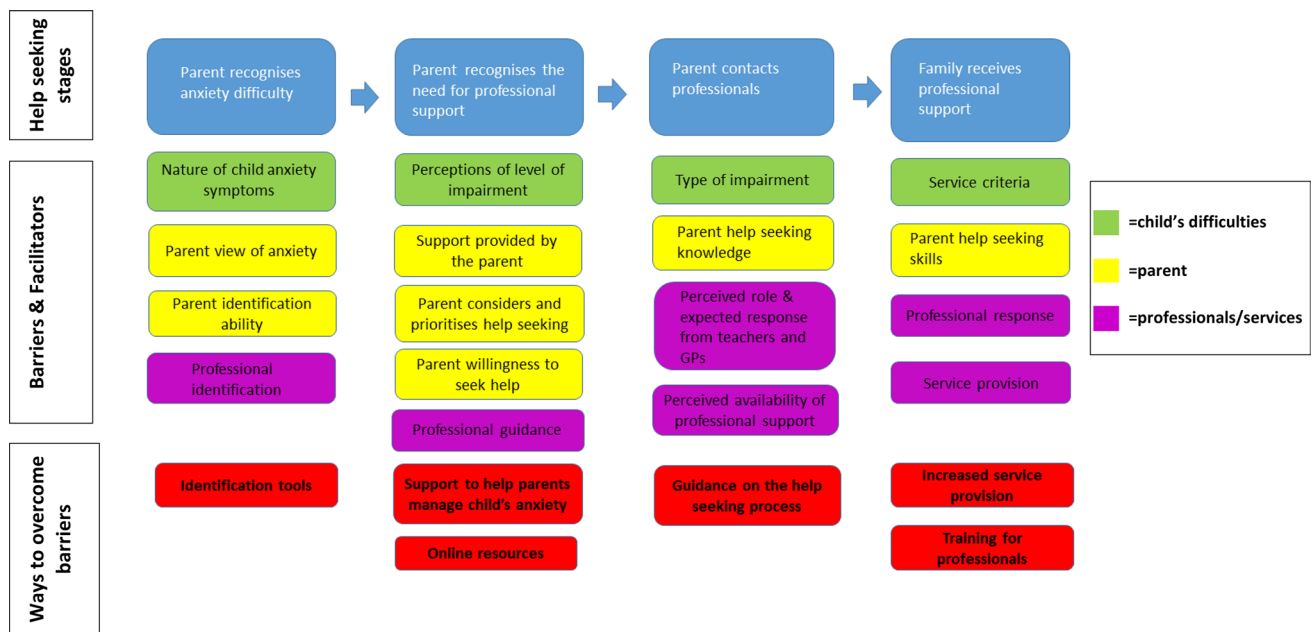 Help seeking
stages
Parent recognises
anxiety difficulty
Parent recognises the
need for professional
support
Parent contacts
professionals
Family receives
professional
support
Barriers & Facilitators
Nature of child anxiety
symptoms
Perceptions of level of
impairment
Type of impairment
Service criteria
Parent view of anxiety
Support provided by
the parent
Parent help seeking
knowledge
Parent help seeking
skills
Parent identification
ability
Parent considers and
prioritises help seeking
Perceived role &
expected response
from teachers and
GPs
Professional response
Professional
identification
Parent willingness to
seek help
Perceived availability of
professional support
Service provision
Professional guidance
=child's difficulties
=parent
=professionals/services
Ways to overcome
barriers
Identification tools
Support to help parents
manage child's anxiety
Guidance on the help
seeking process
Increased service
provision
Online resources
Training for
professionals